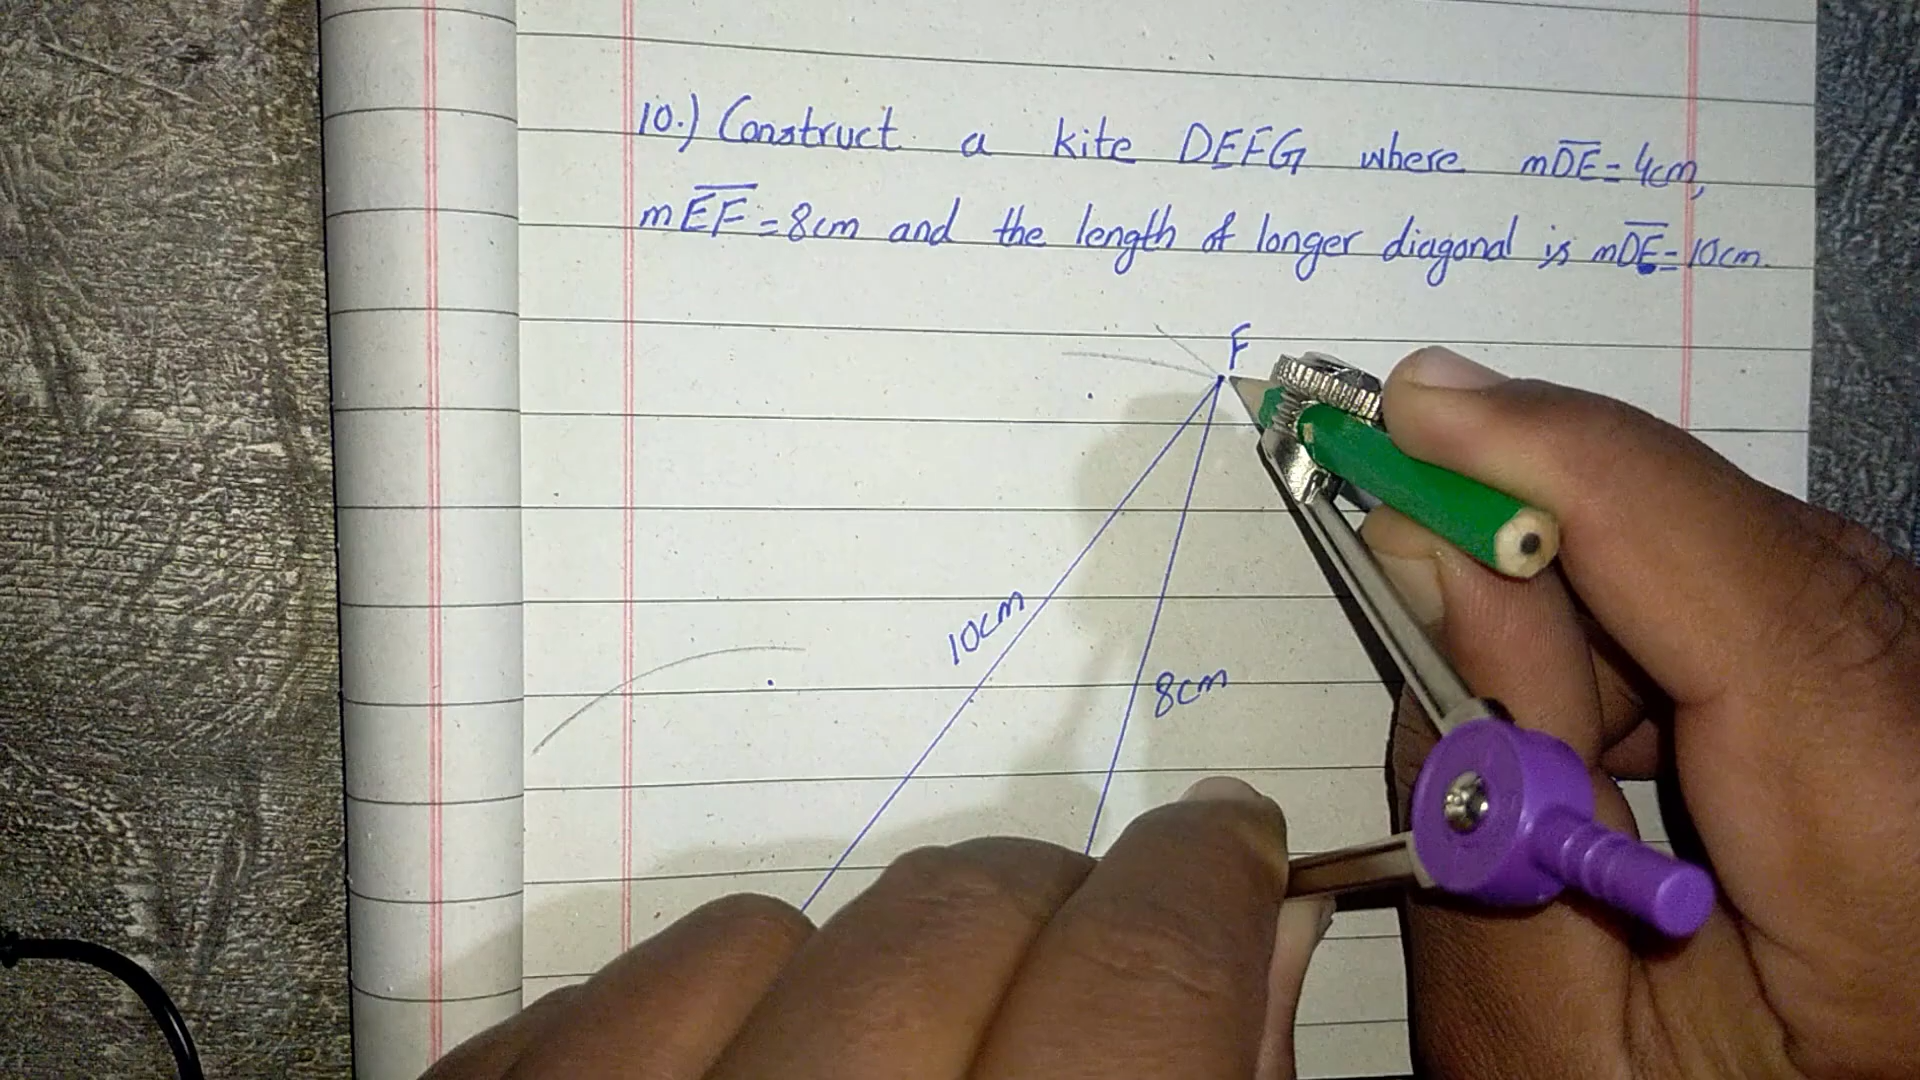 10.) Construct a kite DEFG where mDE = 4cm,
mEF = 8cm and the length of longer diagonal is mDE = 10cm.
F
10cm
8cm